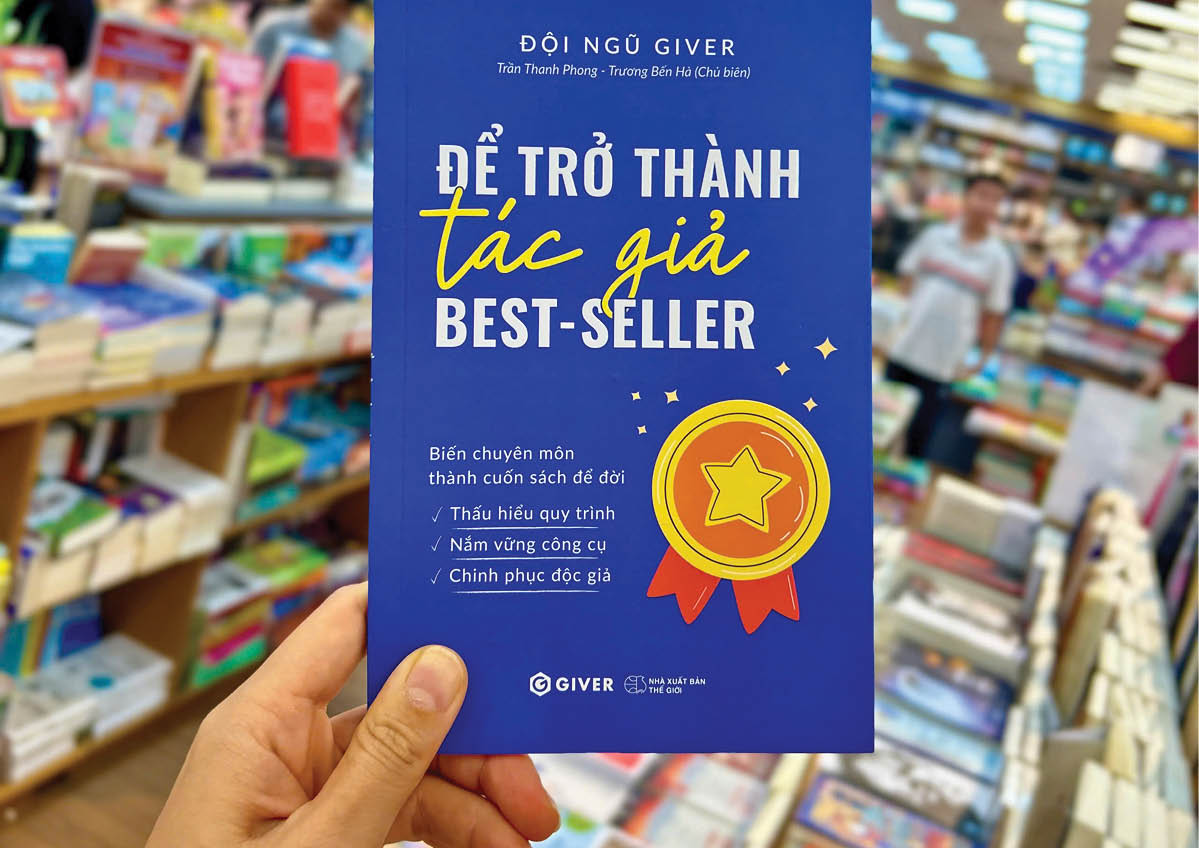 ĐỘI NGŨ GIVER
Trần Thanh Phong - Trương Bến Hà (Chủ biên)
ĐỂ TRỞ THÀNH
tác giả
BEST-SELLER
Biến chuyên môn
thành cuốn sách để đời
✓ Thấu hiểu quy trình
✓ Nắm vững công cụ
✓ Chinh phục độc giả
GIVER
NHÀ XUẤT BẢN
THẾ GIỚI